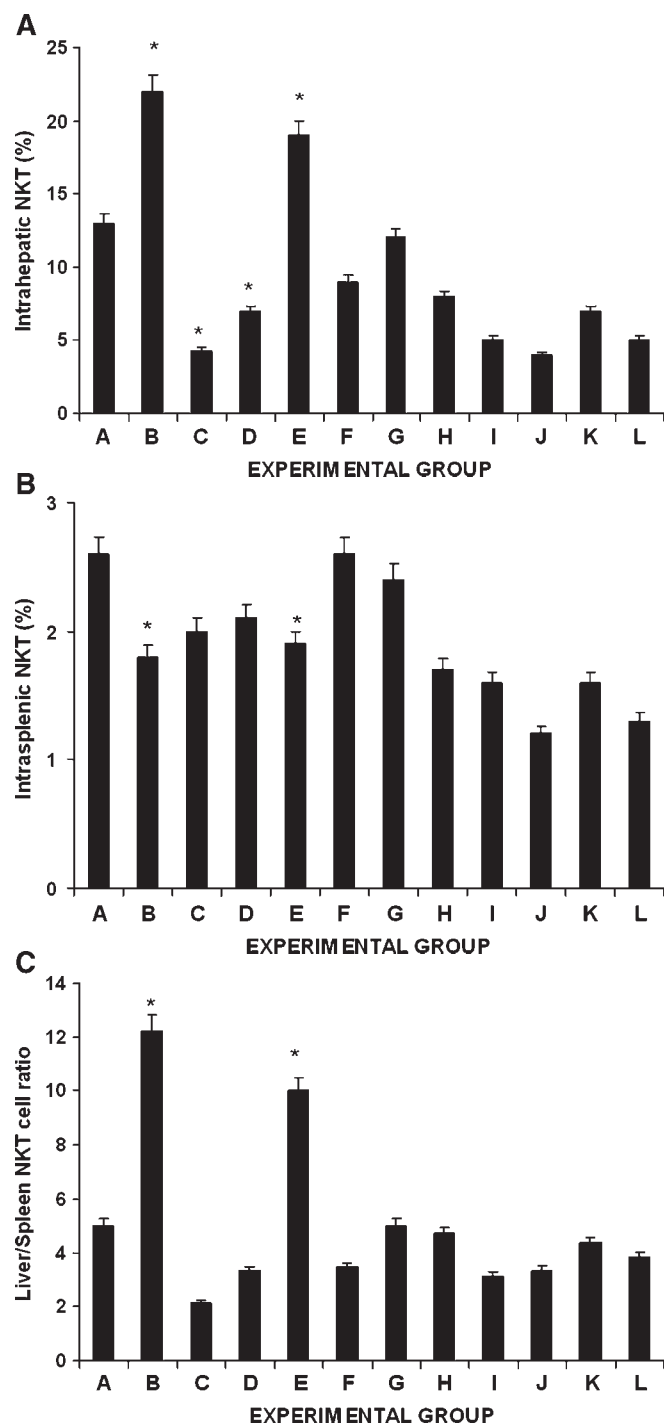 A
Intrahepatic NKT (%)
25
20
15
10
5
0
*
*
*
*
A B C D E F G H I J K L
EXPERIMENTAL GROUP
B
Intrasplenic NKT (%)
3
2
1
0
*
*
A B C D E F G H I J K L
EXPERIMENTAL GROUP
C
Liver/Spleen NKT cell ratio
14
12
10
8
6
4
2
0
*
*
A B C D E F G H I J K L
EXPERIMENTAL GROUP